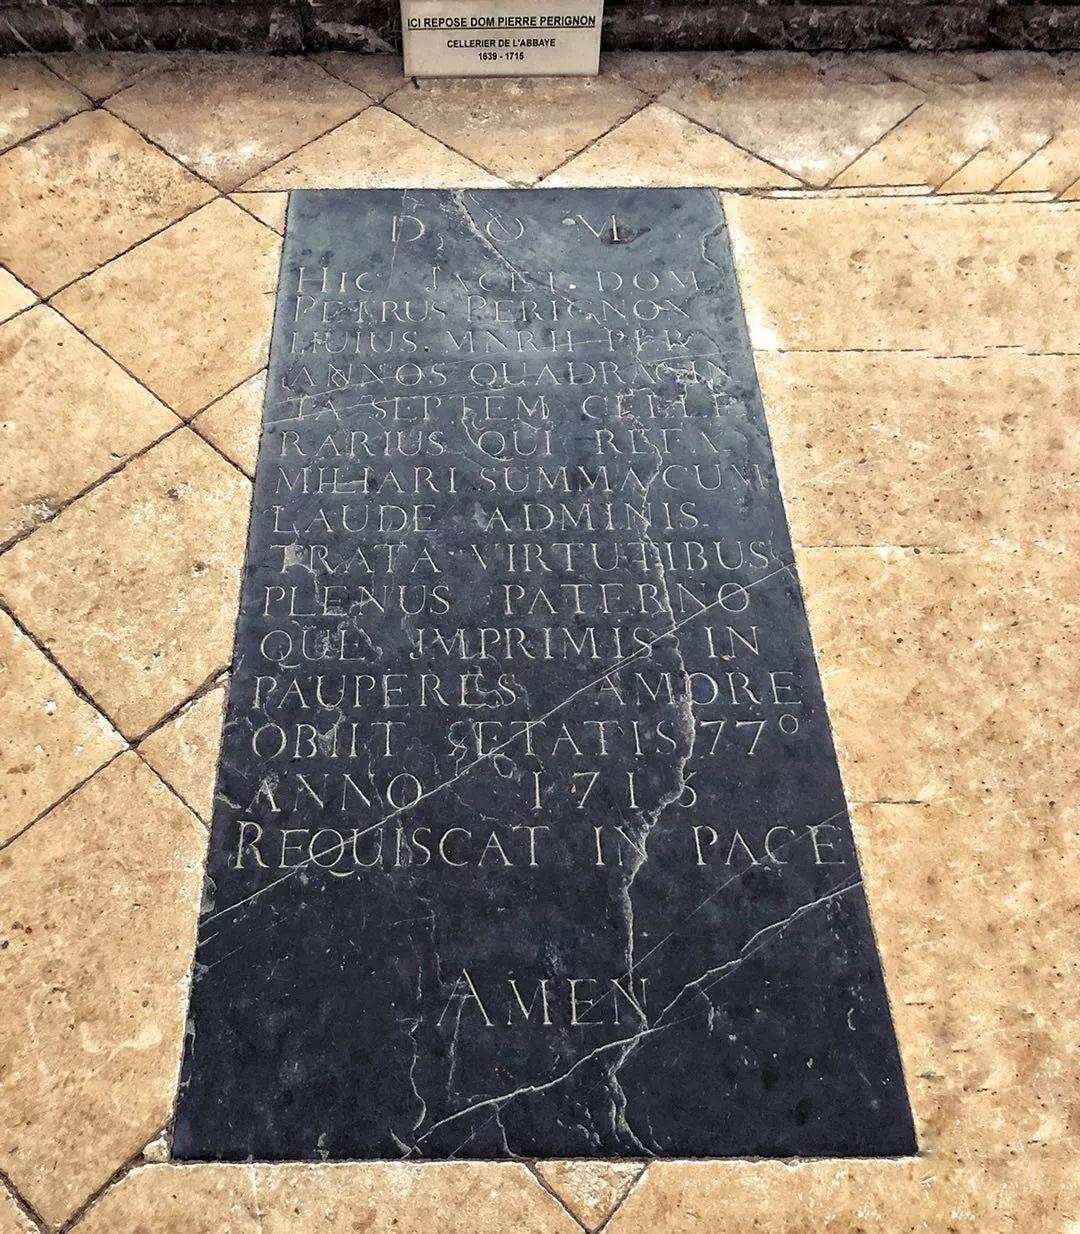 ICI REPOSE DOM PIERRE PERIGNON
CELLERIER DE L'ABBAYE
1639 - 1715
D O M
HIC JACET DOM
PETRUS PERIGNON
HUIUS MNRII PER
ANNOS QUADRAGIN
TA SEPTEM CELLE
RARIUS QUI RE FA
MILIARI SUMMA CUM
LAUDE ADMINIS
TRATA VIRTUTIBUS
PLENUS PATERNO
QUE JMPRIMIS IN
PAUPERES AMORE
OBIIT ÆTATIS 77°
ANNO 1715
REQUISCAT IN PACE
AMEN